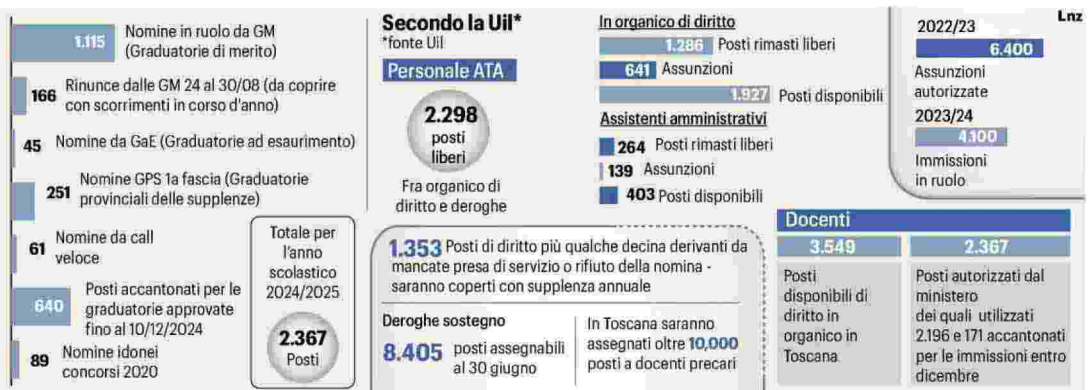 1.115
Nomine in ruolo da GM
(Graduatorie di merito)
166
Rinunce dalle GM 24 al 30/08 (da coprire
con scorrimenti in corso d'anno)
45
Nomine da GaE (Graduatorie ad esaurimento)
251
Nomine GPS 1a fascia (Graduatorie
provinciali delle supplenze)
61
Nomine da call
veloce
640
Posti accantonati per le
graduatorie approvate
fino al 10/12/2024
89
Nomine idonei
concorsi 2020
Totale per
l'anno
scolastico
2024/2025
2.367
Posti
Secondo la Uil*
*fonte Uil
Personale ATA
2.298
posti
liberi
Fra organico di
diritto e deroghe
In organico di diritto
1.286 Posti rimasti liberi
641 Assunzioni
1.927 Posti disponibili
Assistenti amministrativi
264 Posti rimasti liberi
139 Assunzioni
403 Posti disponibili
Lnz
2022/23
6.400
Assunzioni
autorizzate
2023/24
4.100
Immissioni
in ruolo
1.353 Posti di diritto più qualche decina derivanti da
mancate presa di servizio o rifiuto della nomina -
saranno coperti con supplenza annuale
Deroghe sostegno
8.405 posti assegnabili
al 30 giugno
In Toscana saranno
assegnati oltre 10,000
posti a docenti precari
Docenti
3.549
Posti
disponibili di
diritto in
organico in
Toscana
2.367
Posti autorizzati dal
ministero
dei quali utilizzati
2.196 e 171 accantonati
per le immissioni entro
dicembre